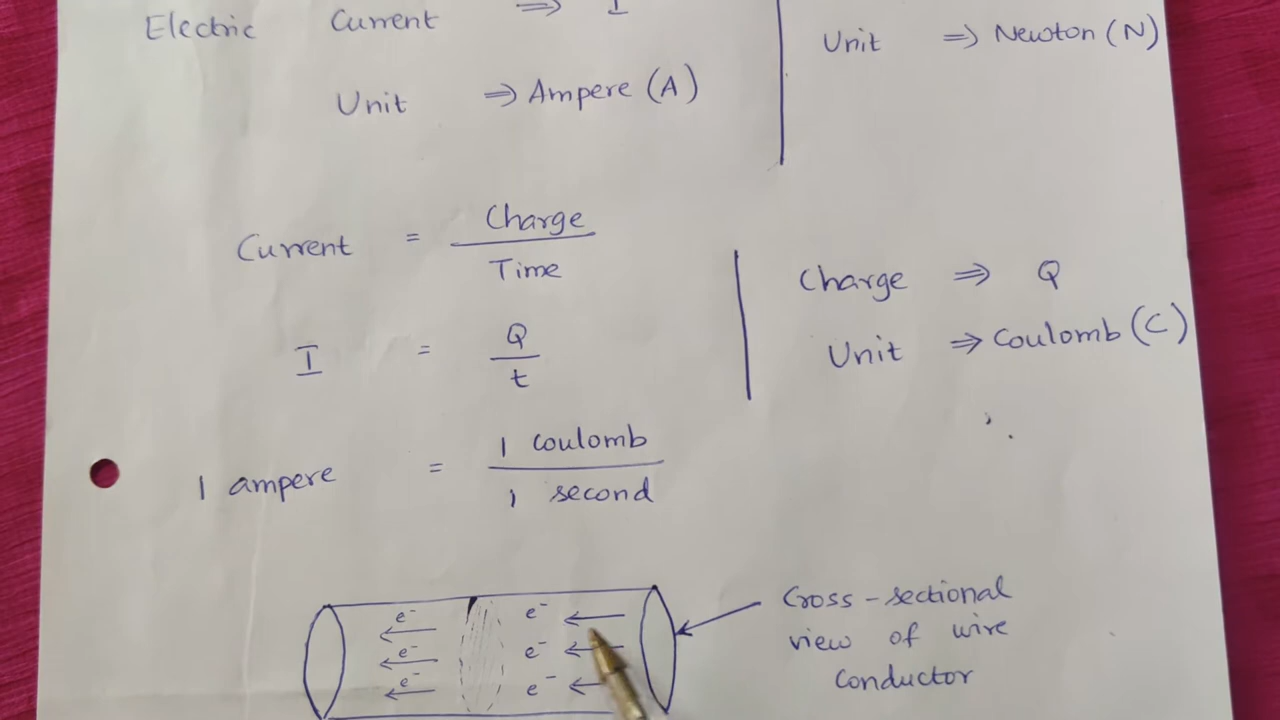 Electric Current ⇒ I
Unit ⇒ Ampere (A)
Unit ⇒ Newton (N)
Current = Charge / Time
I = Q / t
1 ampere = 1 coulomb / 1 second
Charge ⇒ Q
Unit ⇒ Coulomb (C)
e⁻ e⁻
e⁻ e⁻
e⁻ e⁻
Cross-sectional
view of wire
conductor